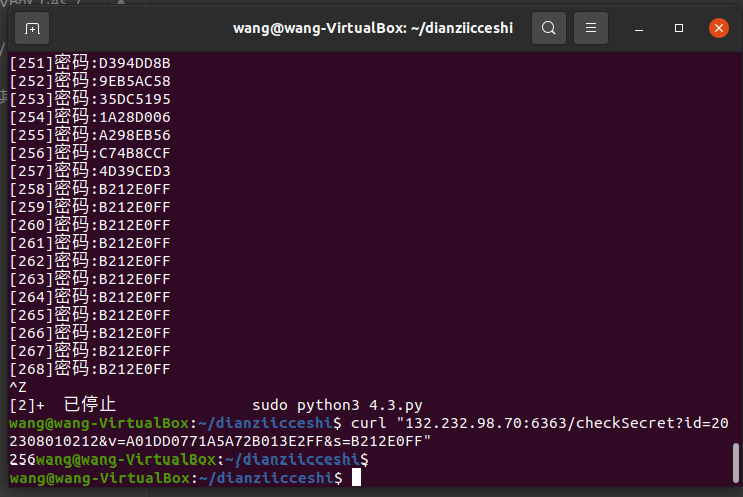 wang@wang-VirtualBox: ~/dianziicceshi
[251]密码:D394DD8B
[252]密码:9EB5AC58
[253]密码:35DC5195
[254]密码:1A28D006
[255]密码:A298EB56
[256]密码:C74B8CCF
[257]密码:4D39CED3
[258]密码:B212E0FF
[259]密码:B212E0FF
[260]密码:B212E0FF
[261]密码:B212E0FF
[262]密码:B212E0FF
[263]密码:B212E0FF
[264]密码:B212E0FF
[265]密码:B212E0FF
[266]密码:B212E0FF
[267]密码:B212E0FF
[268]密码:B212E0FF
^Z
[2]+  已停止               sudo python3 4.3.py
wang@wang-VirtualBox:~/dianziicceshi$ curl "132.232.98.70:6363/checkSecret?id=20
2308010212&v=A01DD0771A5A72B013E2FF&s=B212E0FF"
256wang@wang-VirtualBox:~/dianziicceshi$
wang@wang-VirtualBox:~/dianziicceshi$